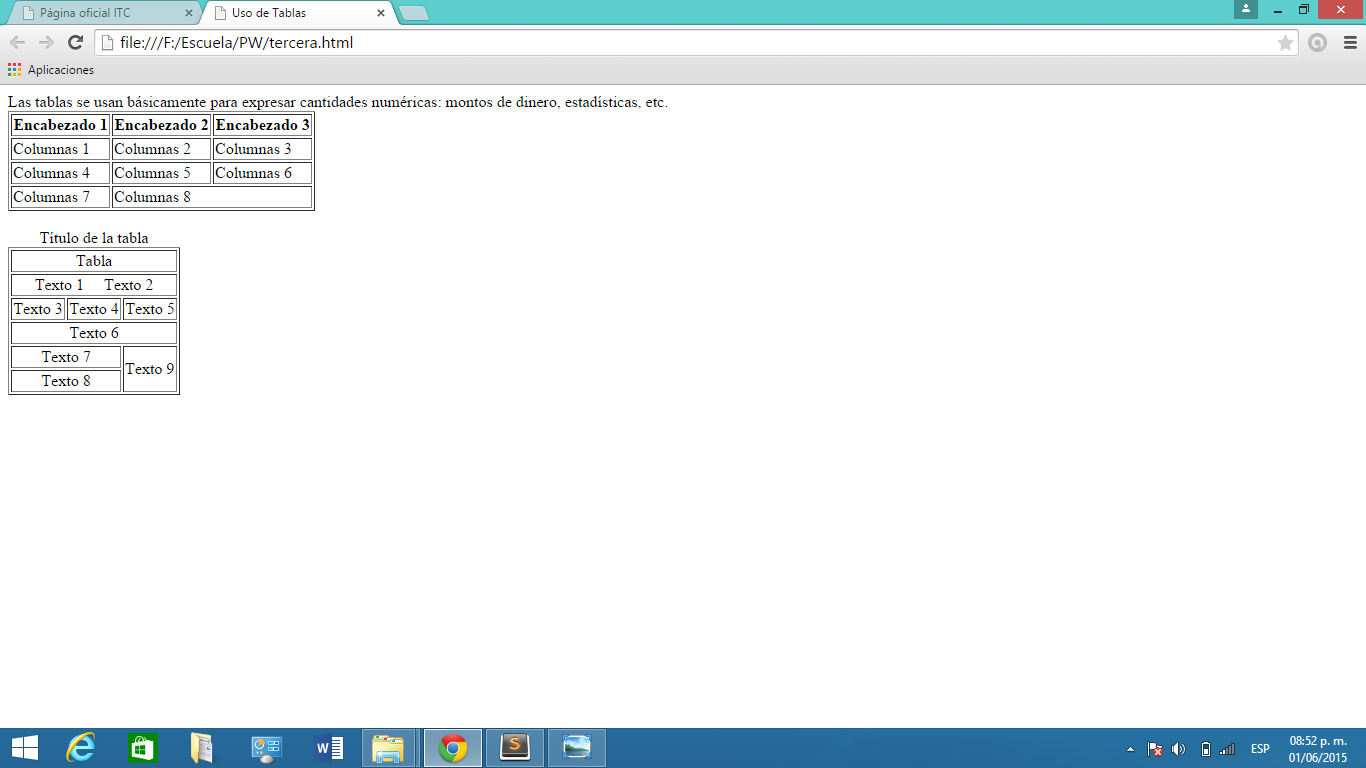 Página oficial ITC
Uso de Tablas
file:///F:/Escuela/PW/tercera.html
Aplicaciones
Las tablas se usan básicamente para expresar cantidades numéricas: montos de dinero, estadísticas, etc.
Encabezado 1 Encabezado 2 Encabezado 3
Columnas 1 Columnas 2 Columnas 3
Columnas 4 Columnas 5 Columnas 6
Columnas 7 Columnas 8
Título de la tabla
Tabla
Texto 1 Texto 2
Texto 3 Texto 4 Texto 5
Texto 6
Texto 7
Texto 9
Texto 8
ESP
08:52 p. m.
01/06/2015